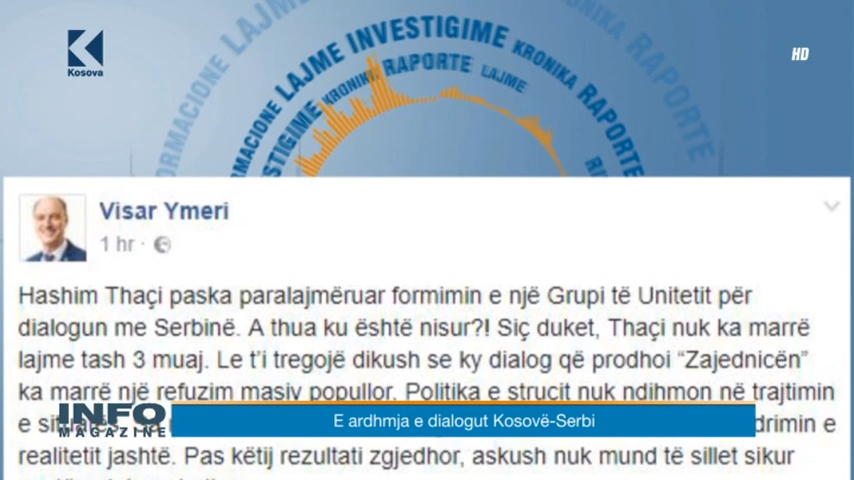 Kosova
HD
FORMACIONE LAJME INVESTIGIME KRONIKA RAPORTE
INVESTIGIME KRONIKE RAPORTE LAJME
Visar Ymeri
1 hr
Hashim Thaçi paska paralajmëruar formimin e një Grupi të Unitetit për
dialogun me Serbinë. A thua ku është nisur?! Siç duket, Thaçi nuk ka marrë
lajme tash 3 muaj. Le t'i tregojë dikush se ky dialog që prodhoi “Zajednicën”
ka marrë një refuzim masiv popullor. Politika e strucit nuk ndihmon në trajtimin
e
drimin e
INFO
MAGAZINE
E ardhmja e dialogut Kosovë-Serbi
realitetit jashtë. Pas këtij rezultati zgjedhor, askush nuk mund të sillet sikur